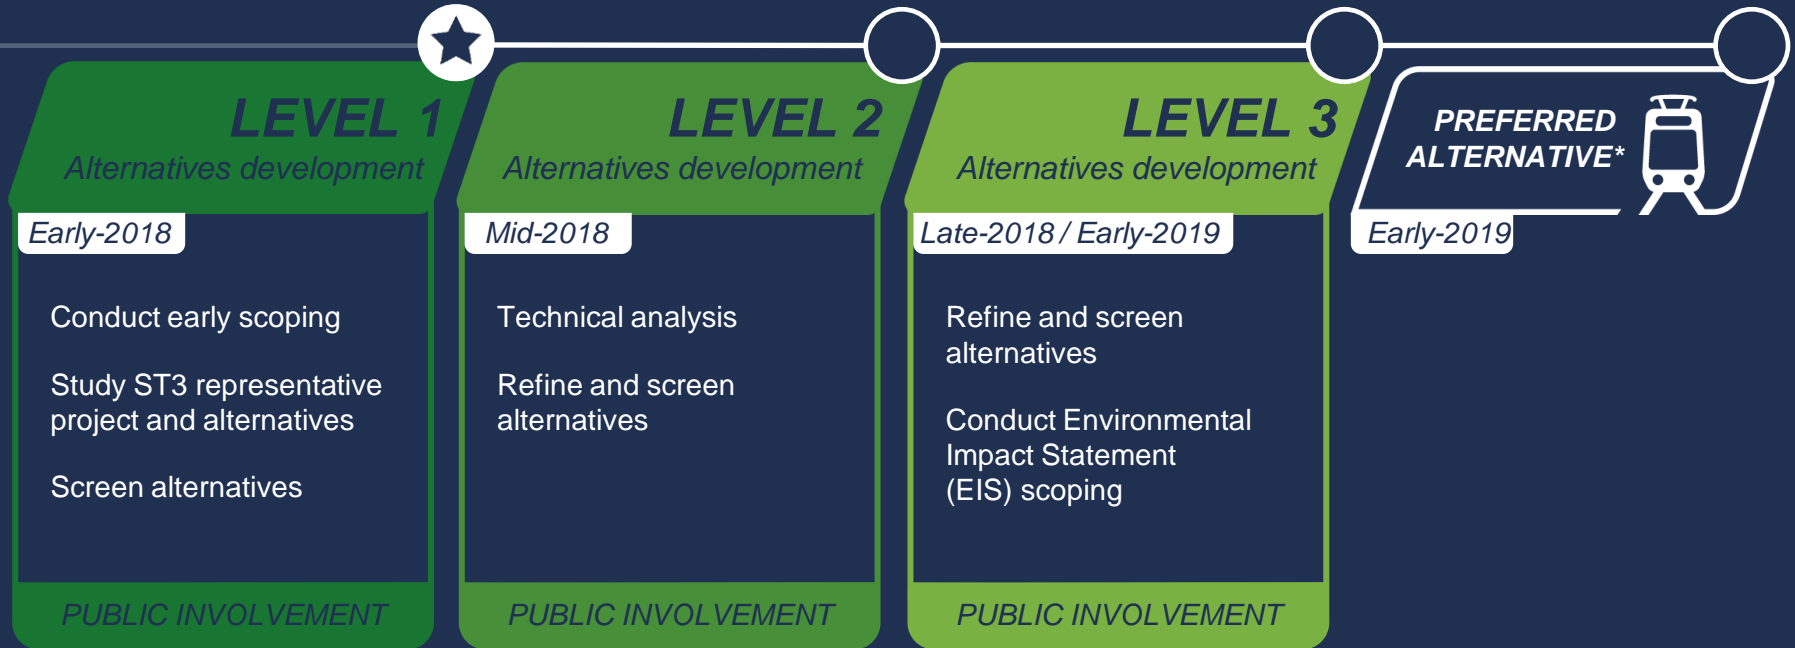 LEVEL 1
Alternatives development
Early-2018
Conduct early scoping
Study ST3 representative
project and alternatives
Screen alternatives
PUBLIC INVOLVEMENT
LEVEL 2
Alternatives development
Mid-2018
Technical analysis
Refine and screen
alternatives
PUBLIC INVOLVEMENT
LEVEL 3
Alternatives development
Late-2018 / Early-2019
Refine and screen
alternatives
Conduct Environmental
Impact Statement
(EIS) scoping
PUBLIC INVOLVEMENT
PREFERRED
ALTERNATIVE*
Early-2019